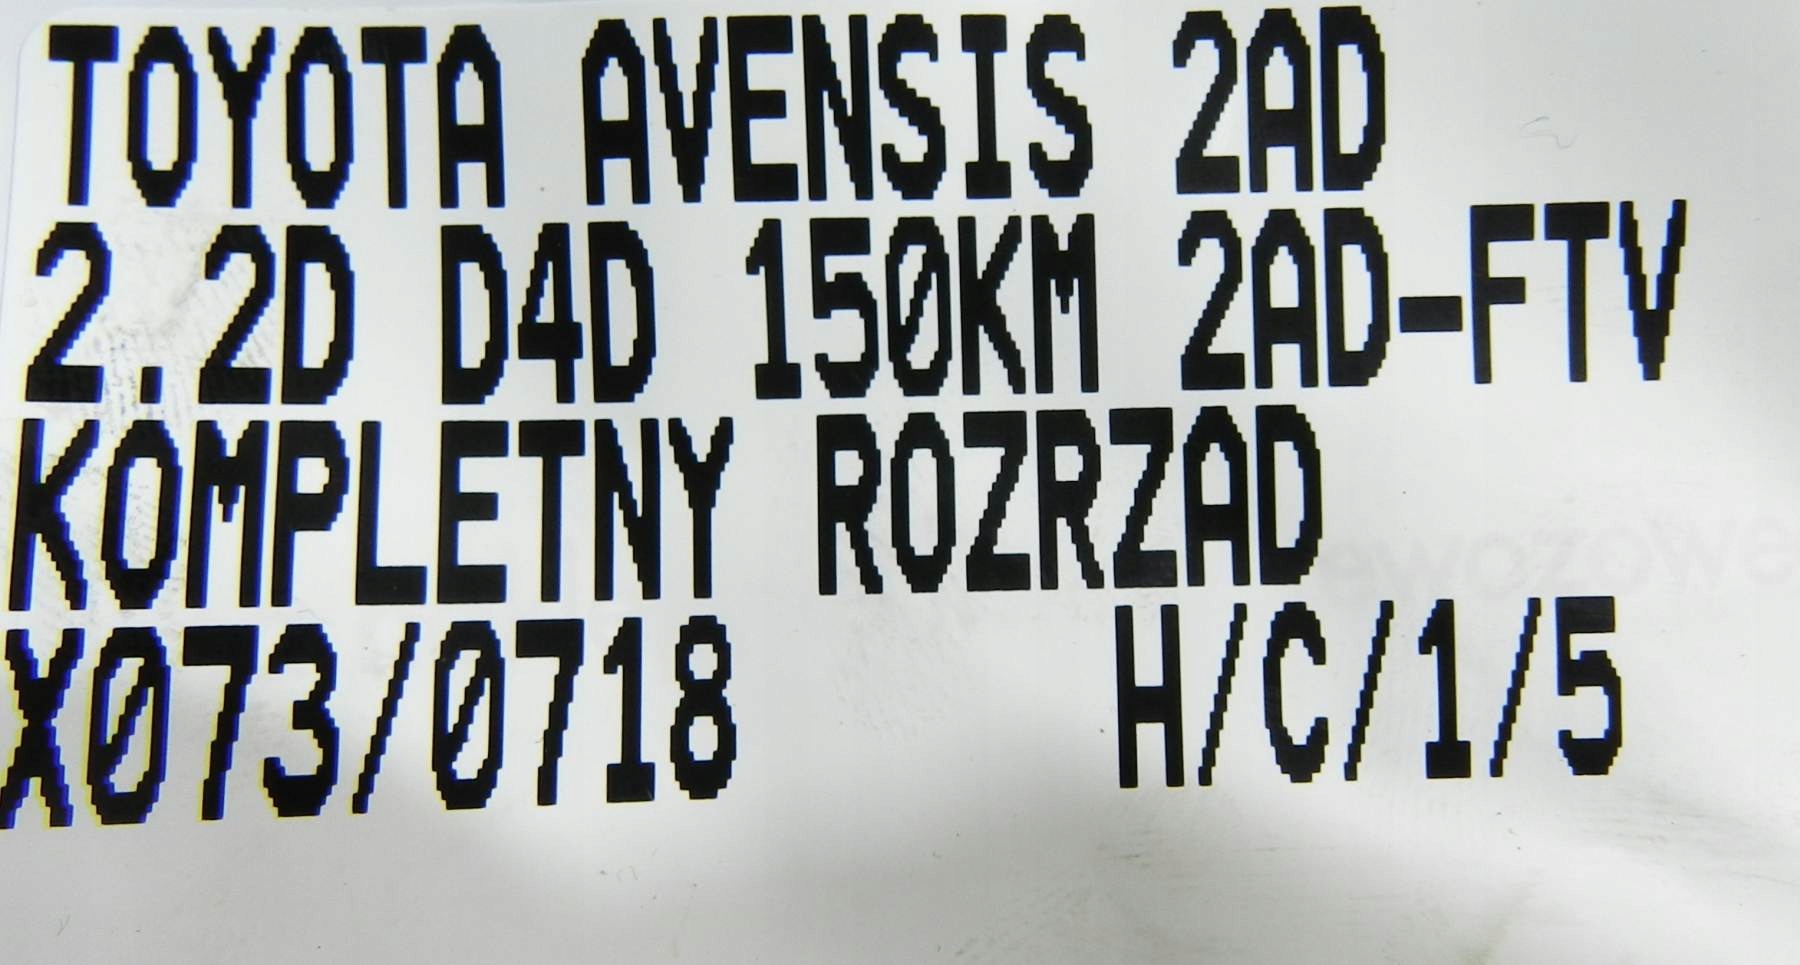 TOYOTA AVENSIS 2AD
2.2D D4D 150KM 2AD-FTV
KOMPLETNY ROZRZAD
X073/0718 H/C/1/5